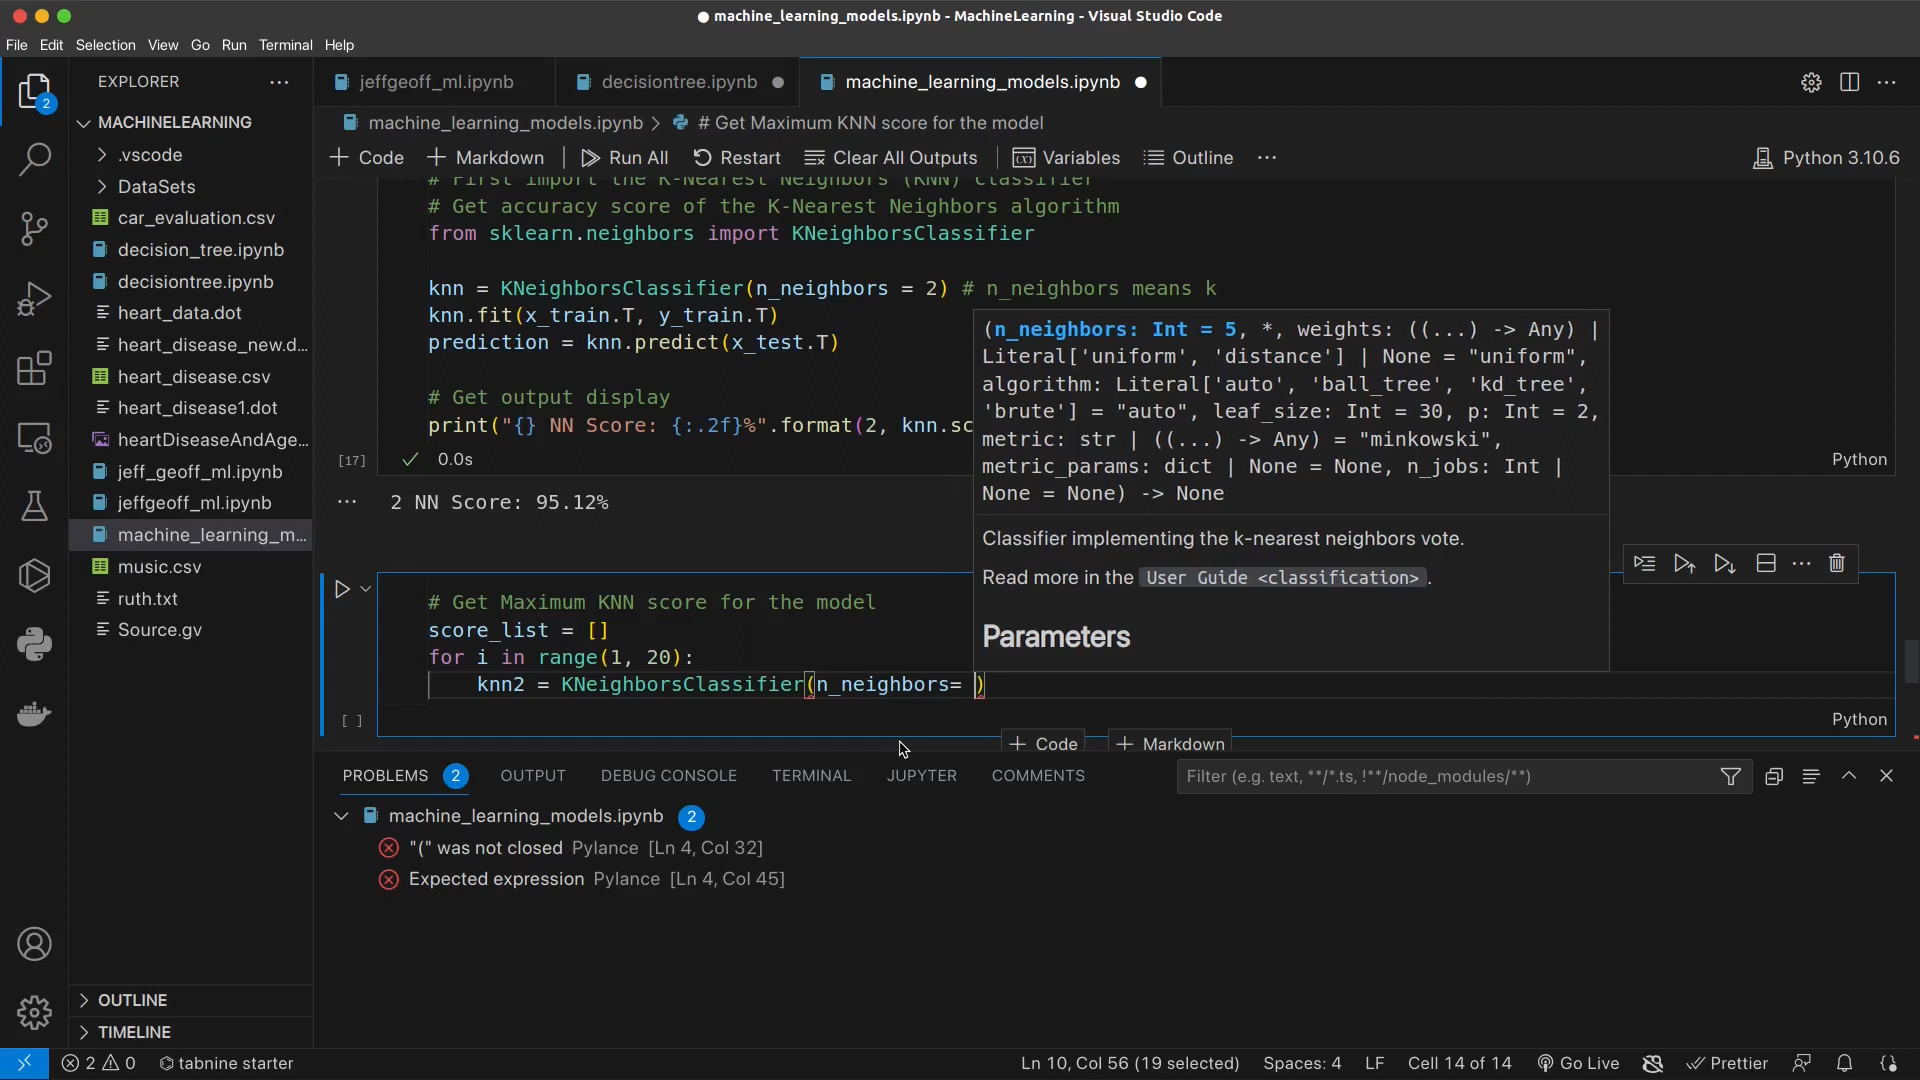 machine_learning_models.ipynb - MachineLearning - Visual Studio Code
File Edit Selection View Go Run Terminal Help
EXPLORER
2
MACHINELEARNING
.vscode
DataSets
car_evaluation.csv
decision_tree.ipynb
decisiontree.ipynb
heart_data.dot
heart_disease_new.d...
heart_disease.csv
heart_disease1.dot
heartDiseaseAndAge...
jeff_geoff_ml.ipynb
jeffgeoff_ml.ipynb
machine_learning_m...
music.csv
ruth.txt
Source.gv
OUTLINE
TIMELINE
jeffgeoff_ml.ipynb decisiontree.ipynb machine_learning_models.ipynb
machine_learning_models.ipynb > # Get Maximum KNN score for the model
+ Code + Markdown Run All Restart Clear All Outputs Variables Outline ... Python 3.10.6
# First import the K-Nearest Neighbors (KNN) classifier
# Get accuracy score of the K-Nearest Neighbors algorithm
from sklearn.neighbors import KNeighborsClassifier
knn = KNeighborsClassifier(n_neighbors = 2) # n_neighbors means k
knn.fit(x_train.T, y_train.T)
prediction = knn.predict(x_test.T)
# Get output display
print("{} NN Score: {:.2f}%".format(2, knn.sc
[17] 0.0s Python
2 NN Score: 95.12%
(n_neighbors: Int = 5, *, weights: ((...) -> Any) |
Literal['uniform', 'distance'] | None = "uniform",
algorithm: Literal['auto', 'ball_tree', 'kd_tree',
'brute'] = "auto", leaf_size: Int = 30, p: Int = 2,
metric: str | ((...) -> Any) = "minkowski",
metric_params: dict | None = None, n_jobs: Int |
None = None) -> None
Classifier implementing the k-nearest neighbors vote.
Read more in the User Guide <classification>.
Parameters
# Get Maximum KNN score for the model
score_list = []
for i in range(1, 20):
knn2 = KNeighborsClassifier(n_neighbors= )
[ ] Python
+ Code + Markdown
PROBLEMS 2 OUTPUT DEBUG CONSOLE TERMINAL JUPYTER COMMENTS Filter (e.g. text, **/*.ts, !**/node_modules/**)
machine_learning_models.ipynb 2
"(" was not closed Pylance [Ln 4, Col 32]
Expected expression Pylance [Ln 4, Col 45]
2 0 tabnine starter Ln 10, Col 56 (19 selected) Spaces: 4 LF Cell 14 of 14 Go Live Prettier